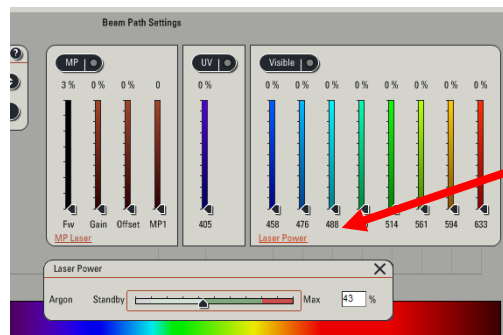 Beam Path Settings
?
MP UV Visible
3 % 0 % 0 % 0 0 % 0 % 0 % 0 % 0 % 0 % 0 % 0 % 0 %
Fw Gain Offset MP1 405 458 476 488 514 561 594 633
MP Laser Laser Power
Laser Power X
Argon Standby Max 43 %